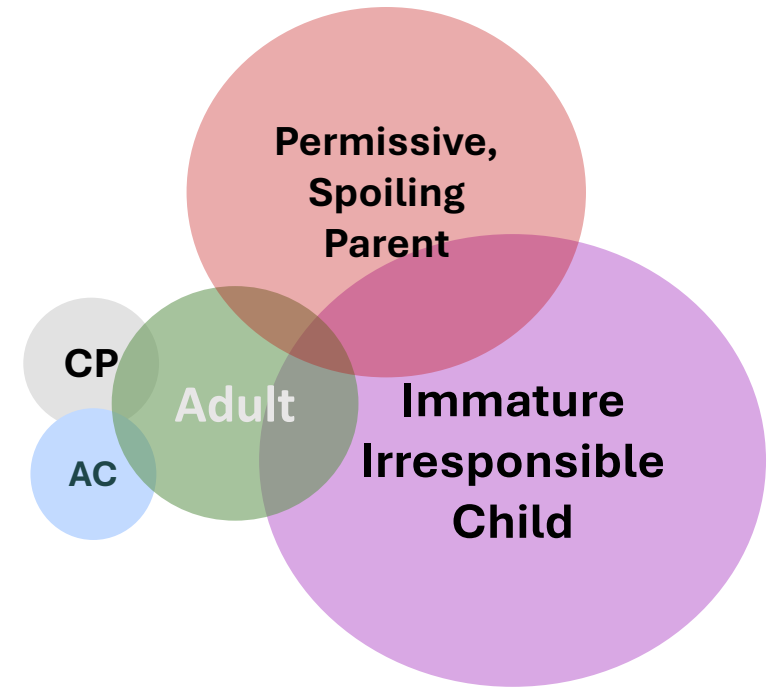 Permissive,
Spoiling
Parent
CP
Adult
AC
Immature
Irresponsible
Child